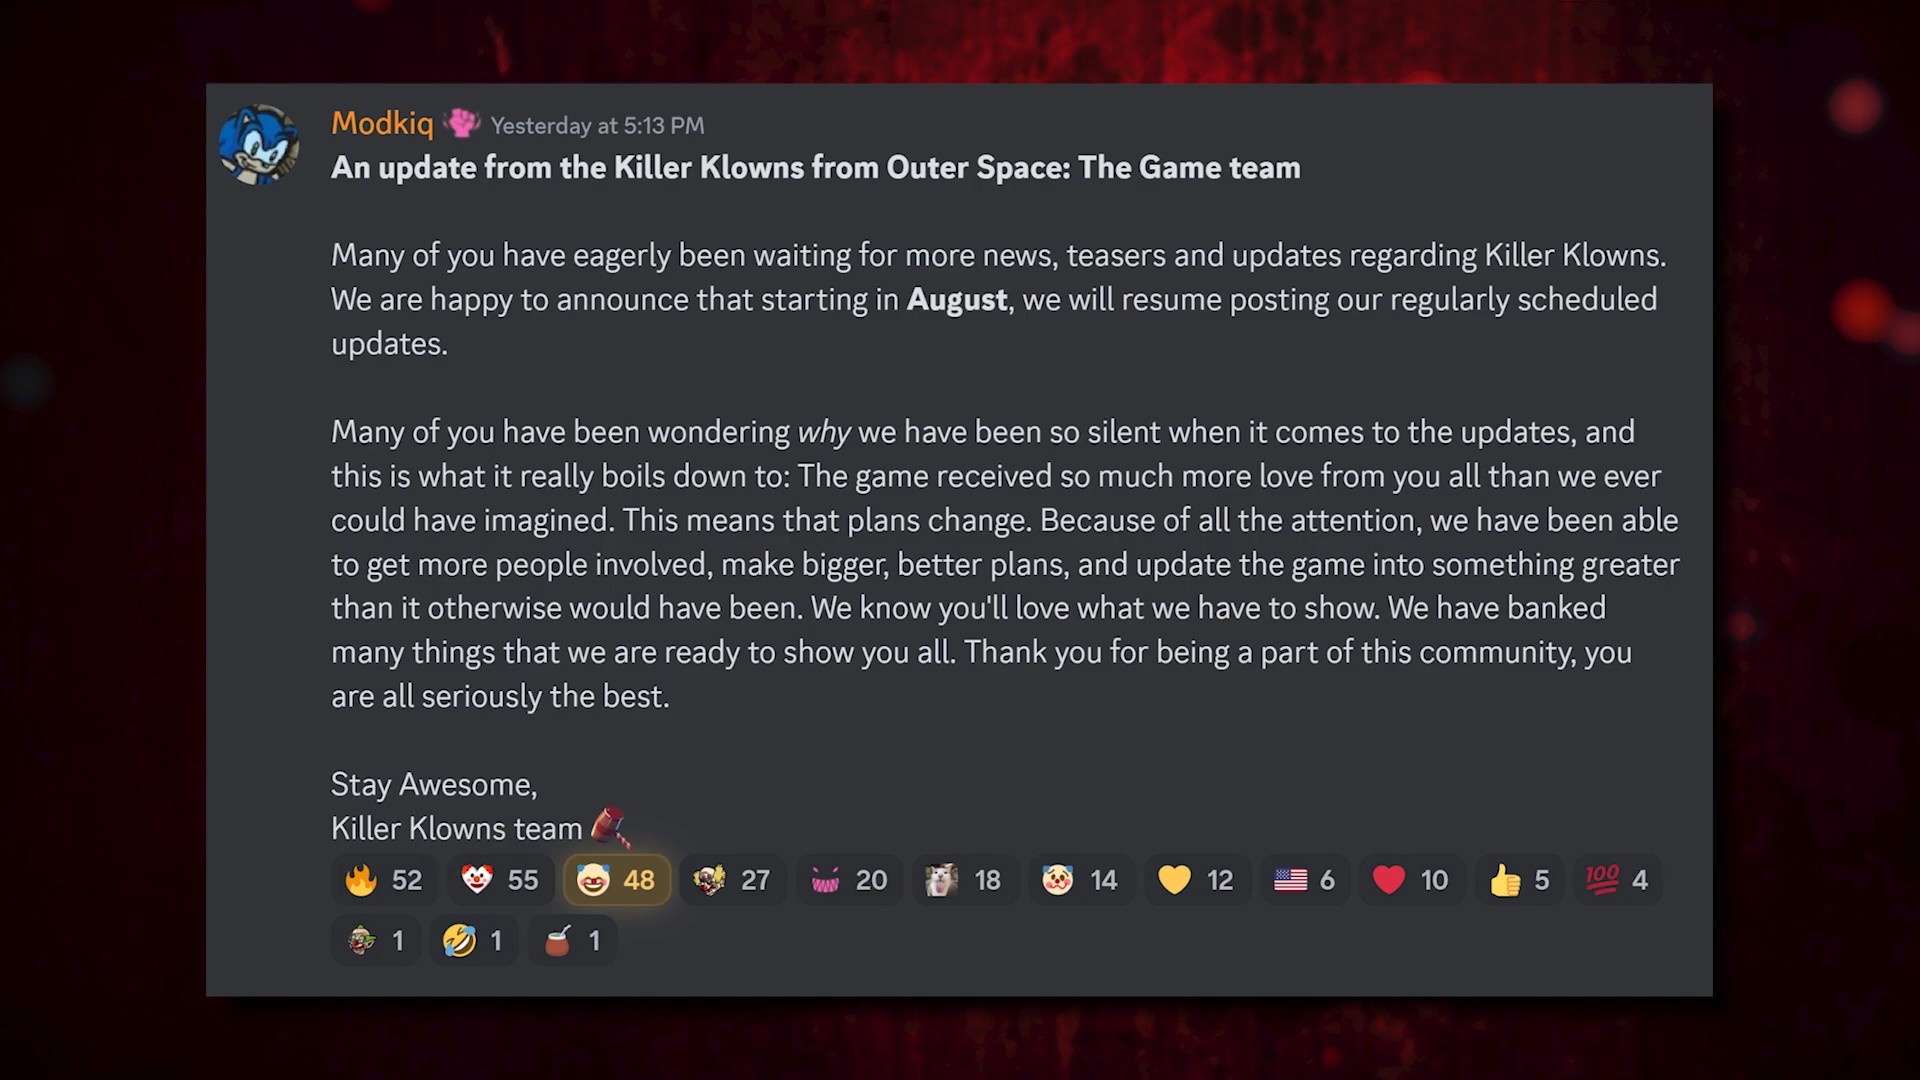 Modkiq Yesterday at 5:13 PM
An update from the Killer Klowns from Outer Space: The Game team
Many of you have eagerly been waiting for more news, teasers and updates regarding Killer Klowns.
We are happy to announce that starting in August, we will resume posting our regularly scheduled
updates.
Many of you have been wondering why we have been so silent when it comes to the updates, and
this is what it really boils down to: The game received so much more love from you all than we ever
could have imagined. This means that plans change. Because of all the attention, we have been able
to get more people involved, make bigger, better plans, and update the game into something greater
than it otherwise would have been. We know you'll love what we have to show. We have banked
many things that we are ready to show you all. Thank you for being a part of this community, you
are all seriously the best.
Stay Awesome,
Killer Klowns team
52 55 48 27 20 18 14 12 6 10 5 100 4
1 1 1